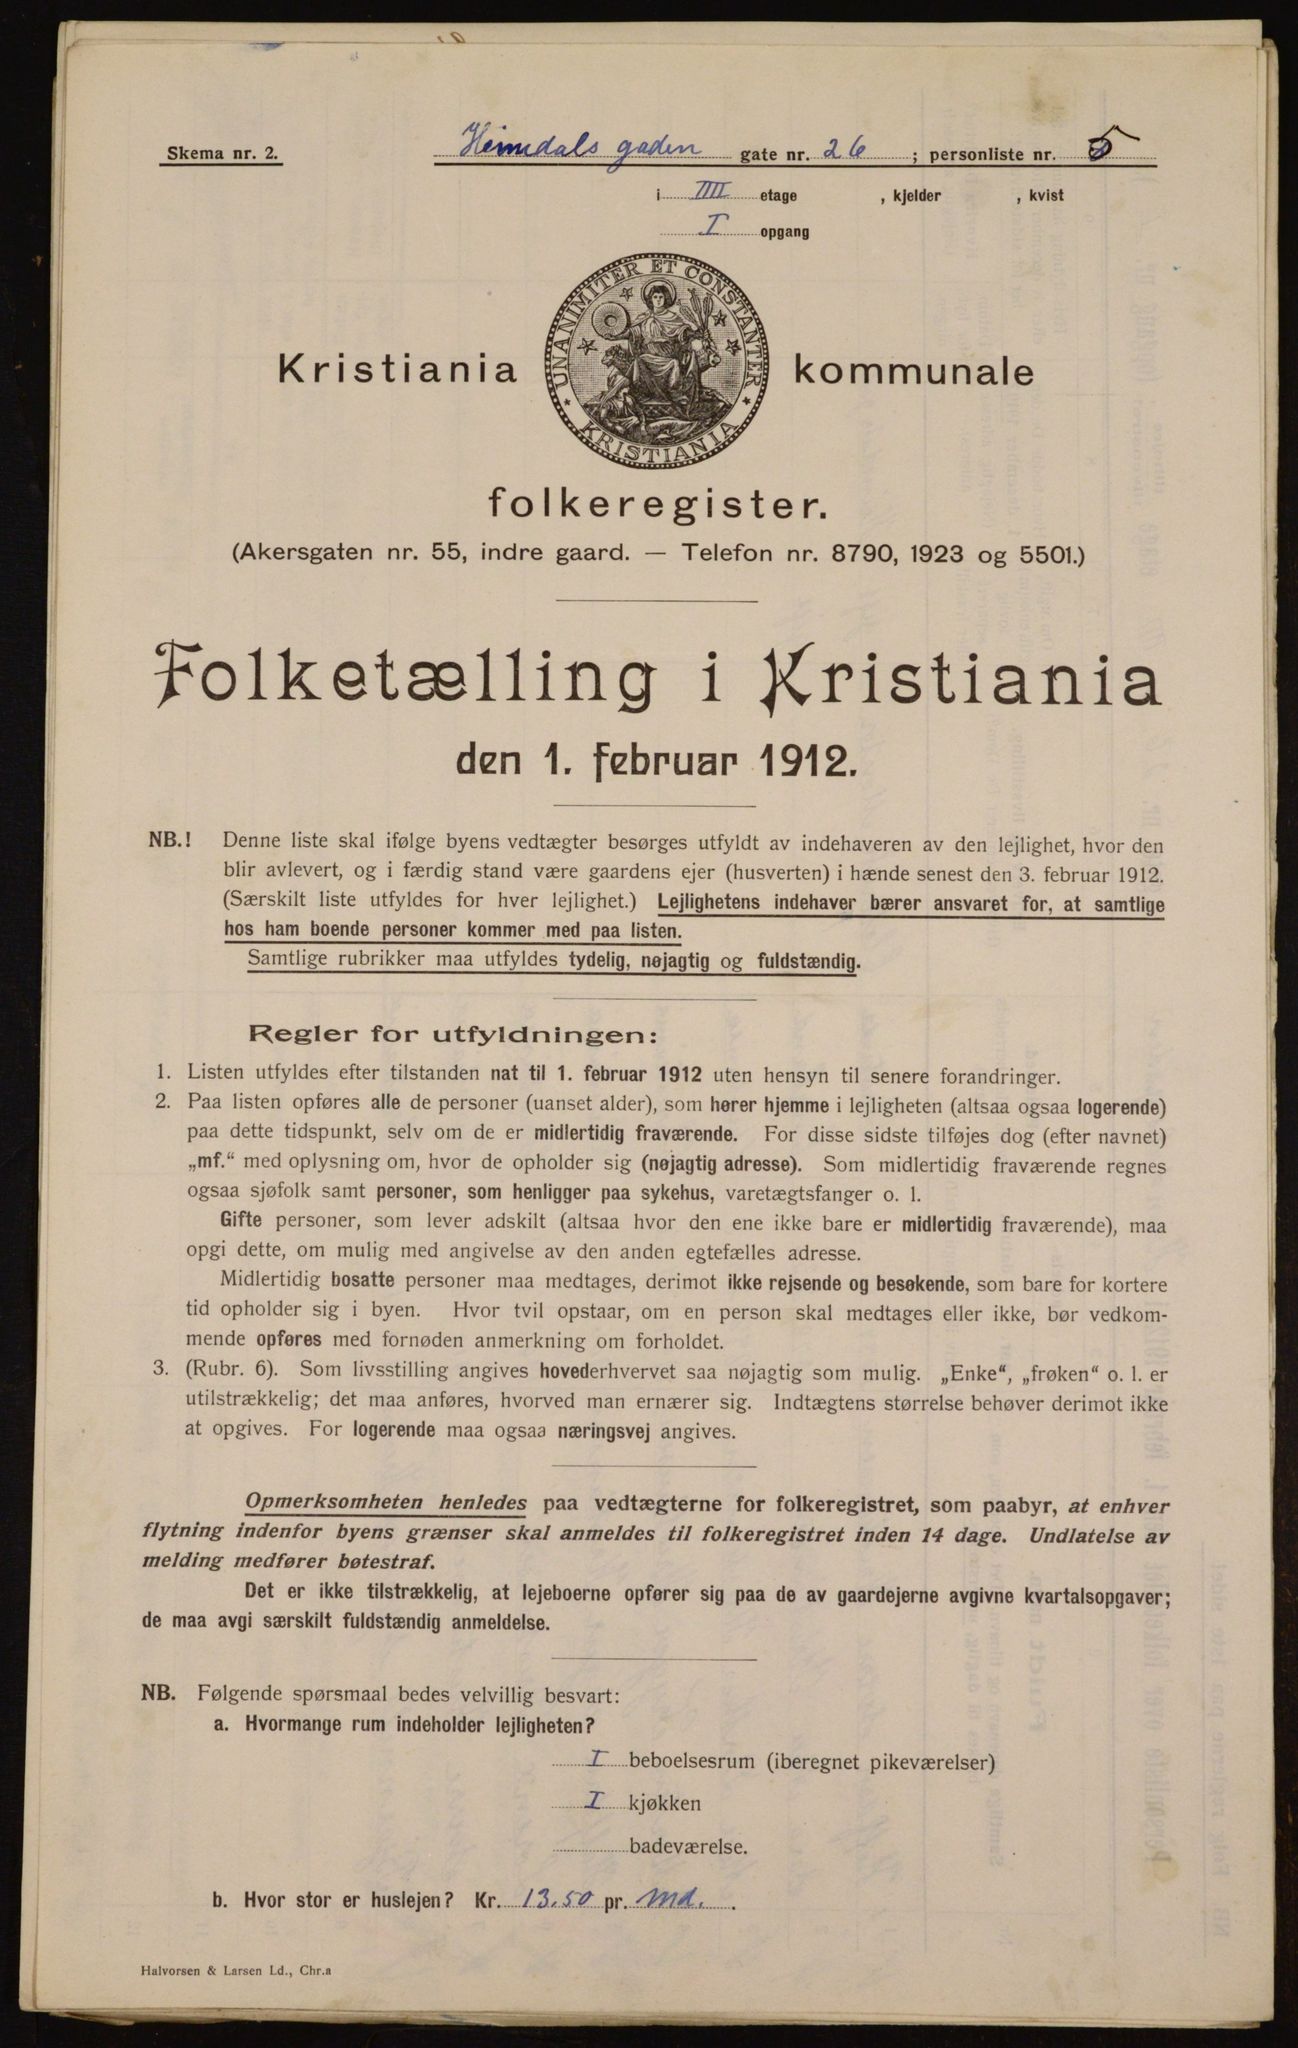 Skema nr. 2.
Heimdals gaden gate nr. 26 ; personliste nr. 5
i IIII etage , kjelder , kvist
I opgang
UNANIMITER ET CONSTANTER
KRISTIANIA
Kristiania kommunale
folkeregister.
(Akersgaten nr. 55, indre gaard. — Telefon nr. 8790, 1923 og 5501.)
Folketælling i Kristiania
den 1. februar 1912.
NB.! Denne liste skal ifølge byens vedtægter besørges utfyldt av indehaveren av den lejlighet, hvor den
blir avlevert, og i færdig stand være gaardens ejer (husverten) i hænde senest den 3. februar 1912.
(Særskilt liste utfyldes for hver lejlighet.) Lejlighetens indehaver bærer ansvaret for, at samtlige
hos ham boende personer kommer med paa listen.
Samtlige rubrikker maa utfyldes tydelig, nøjagtig og fuldstændig.
Regler for utfyldningen:
1. Listen utfyldes efter tilstanden nat til 1. februar 1912 uten hensyn til senere forandringer.
2. Paa listen opføres alle de personer (uanset alder), som hører hjemme i lejligheten (altsaa ogsaa logerende)
paa dette tidspunkt, selv om de er midlertidig fraværende. For disse sidste tilføjes dog (efter navnet)
„mf.“ med oplysning om, hvor de opholder sig (nøjagtig adresse). Som midlertidig fraværende regnes
ogsaa sjøfolk samt personer, som henligger paa sykehus, varetægtsfanger o. l.
Gifte personer, som lever adskilt (altsaa hvor den ene ikke bare er midlertidig fraværende), maa
opgi dette, om mulig med angivelse av den anden egtefælles adresse.
Midlertidig bosatte personer maa medtages, derimot ikke rejsende og besøkende, som bare for kortere
tid opholder sig i byen. Hvor tvil opstaar, om en person skal medtages eller ikke, bør vedkom-
mende opføres med fornøden anmerkning om forholdet.
3. (Rubr. 6). Som livsstilling angives hovederhvervet saa nøjagtig som mulig. „Enke“, „frøken“ o. l. er
utilstrækkelig; det maa anføres, hvorved man ernærer sig. Indtægtens størrelse behøver derimot ikke
at opgives. For logerende maa ogsaa næringsvej angives.
Opmerksomheten henledes paa vedtægterne for folkeregistret, som paabyr, at enhver
flytning indenfor byens grænser skal anmeldes til folkeregistret inden 14 dage. Undlatelse av
melding medfører bøtestraf.
Det er ikke tilstrækkelig, at lejeboerne opfører sig paa de av gaardejerne avgivne kvartalsopgaver;
de maa avgi særskilt fuldstændig anmeldelse.
NB. Følgende spørsmaal bedes velvillig besvart:
a. Hvormange rum indeholder lejligheten?
I beboelsesrum (iberegnet pikeværelser)
I kjøkken
badeværelse.
b. Hvor stor er huslejen? Kr. 13.50 pr. Md.
Halvorsen & Larsen Ld., Chr.a